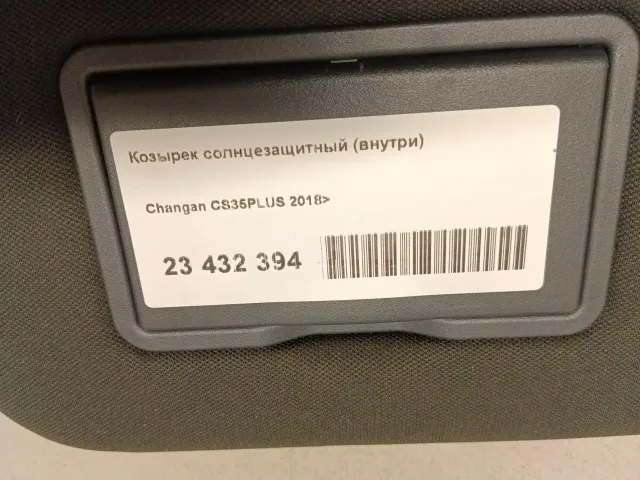 Козырек солнцезащитный (внутри)
Changan CS35PLUS 2018>
23 432 394